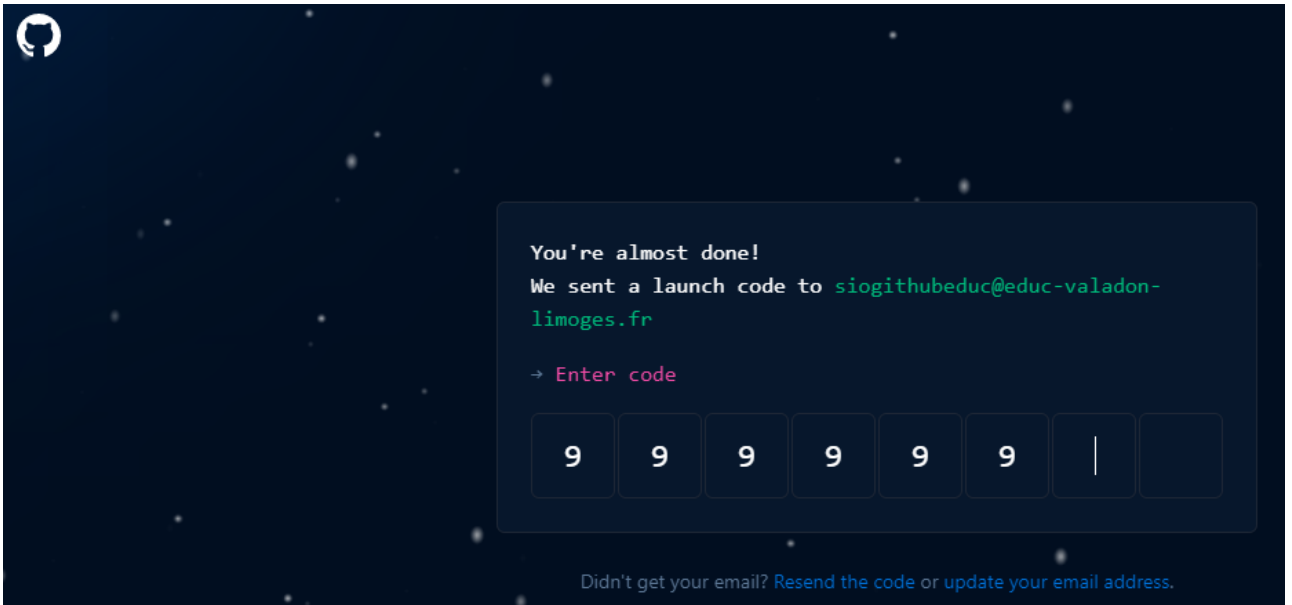 You're almost done!
We sent a launch code to siogithubeduc@educ-valadon-
limoges.fr
→ Enter code
9 9 9 9 9 9
Didn't get your email? Resend the code or update your email address.